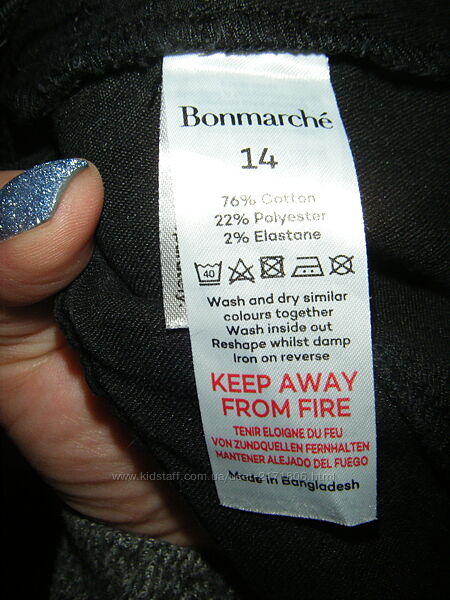 Bonmarché
14
76% Cotton
22% Polyester
2% Elastane
40
Wash and dry similar
colours together
Wash inside out
Reshape whilst damp
Iron on reverse
KEEP AWAY
FROM FIRE
TENIR ELOIGNE DU FEU
VON ZUNDQUELLEN FERNHALTEN
MANTENER ALEJADO DEL FUEGO
Made in Bangladesh